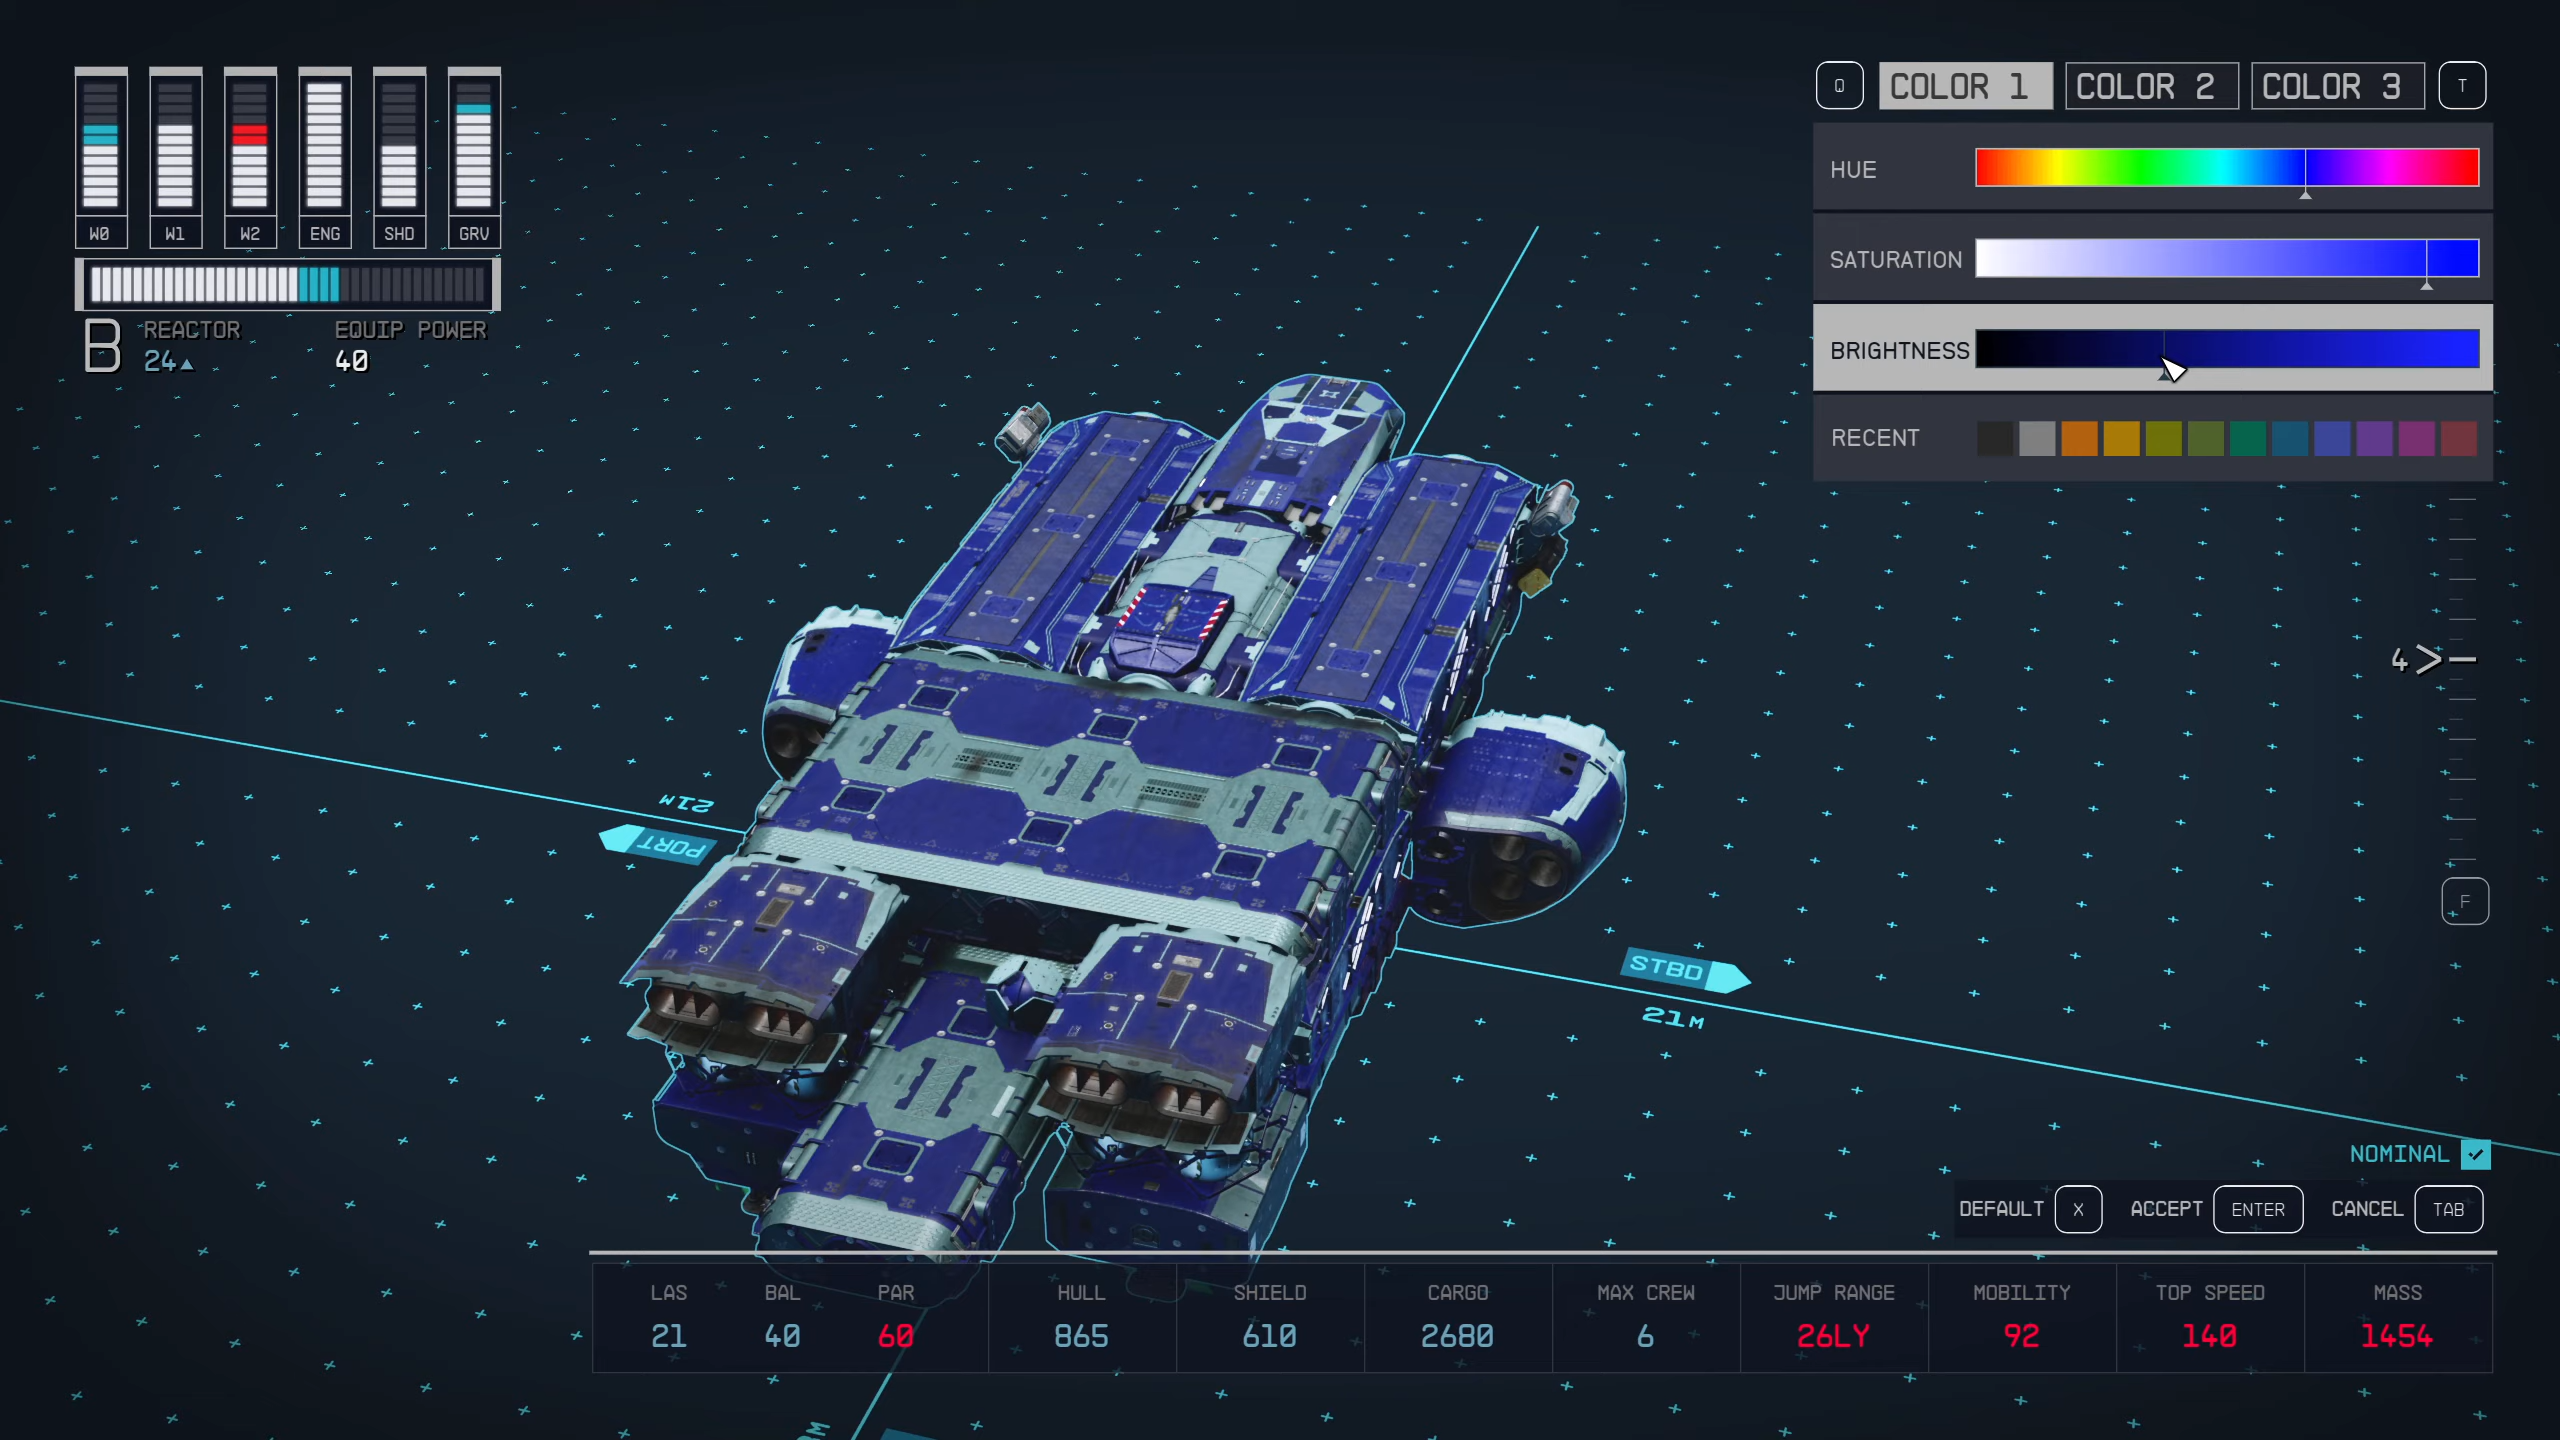 W0 W1 W2 ENG SHD GRV
B REACTOR EQUIP POWER
24 40
Q COLOR 1 COLOR 2 COLOR 3 T
HUE
SATURATION
BRIGHTNESS
RECENT
4
F
21M
PORT
STBD
21M
NOMINAL
DEFAULT X ACCEPT ENTER CANCEL TAB
LAS BAL PAR HULL SHIELD CARGO MAX CREW JUMP RANGE MOBILITY TOP SPEED MASS
21 40 60 865 610 2680 6 26LY 92 140 1454